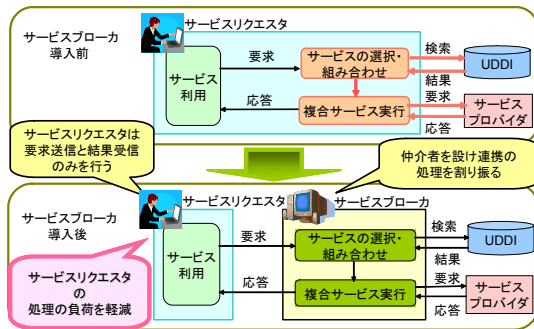 サービスリクエスタ
サービスブローカ
導入前
サービス
利用
要求
応答
サービスの選択・
組み合わせ
複合サービス実行
検索
結果
要求
応答
UDDI
サービス
プロバイダ
サービスリクエスタは
要求送信と結果受信
のみを行う
仲介者を設け連携の
処理を割り振る
サービスリクエスタ
サービスブローカ
サービスブローカ
導入後
サービス
利用
要求
応答
サービスの選択・
組み合わせ
複合サービス実行
検索
結果
要求
応答
UDDI
サービス
プロバイダ
サービスリクエスタ
の
処理の負荷を軽減